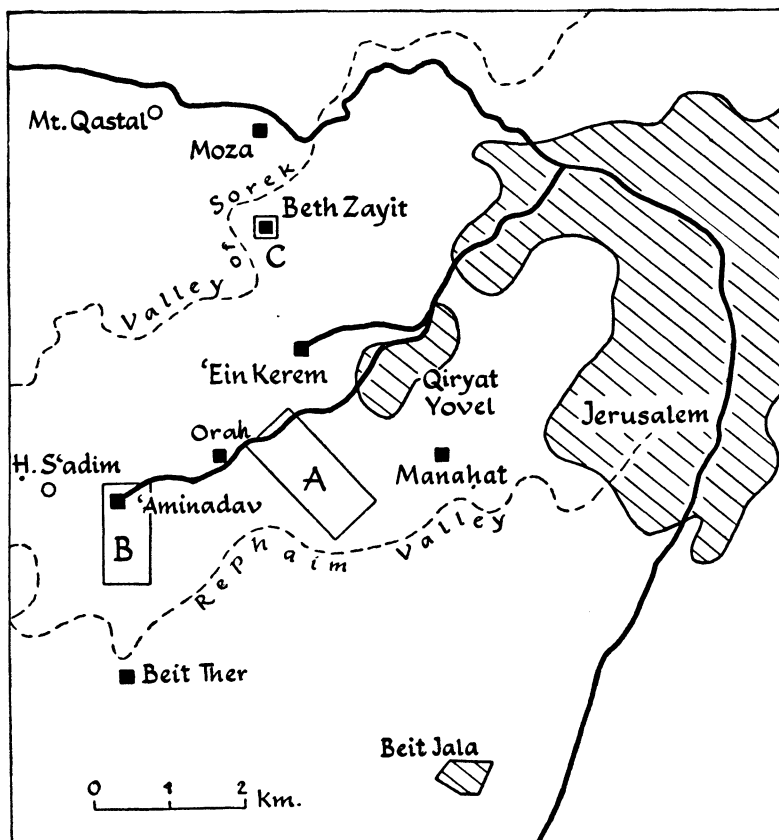 Mt. Qastal
Moza
Valley of Sorek
Beth Zayit
C
'Ein Kerem
Qiryat
Yovel
Jerusalem
Orah
Ḥ. S'adim
'Aminadav
A
Manaḥat
B
Rephaim Valley
Beit Ther
Beit Jala
0 1 2 Km.